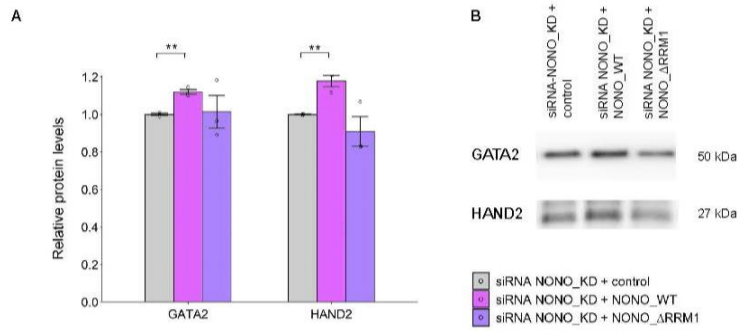 A
**
**
Relative protein levels
1.2
1.0
0.8
0.6
0.4
0.2
0.0
GATA2
HAND2
B
siRNA-NONO_KD +
control
siRNA NONO_KD +
NONO_WT
siRNA NONO_KD +
NONO_ΔRRM1
GATA2
50 kDa
HAND2
27 kDa
siRNA NONO_KD + control
siRNA NONO_KD + NONO_WT
siRNA NONO_KD + NONO_ΔRRM1